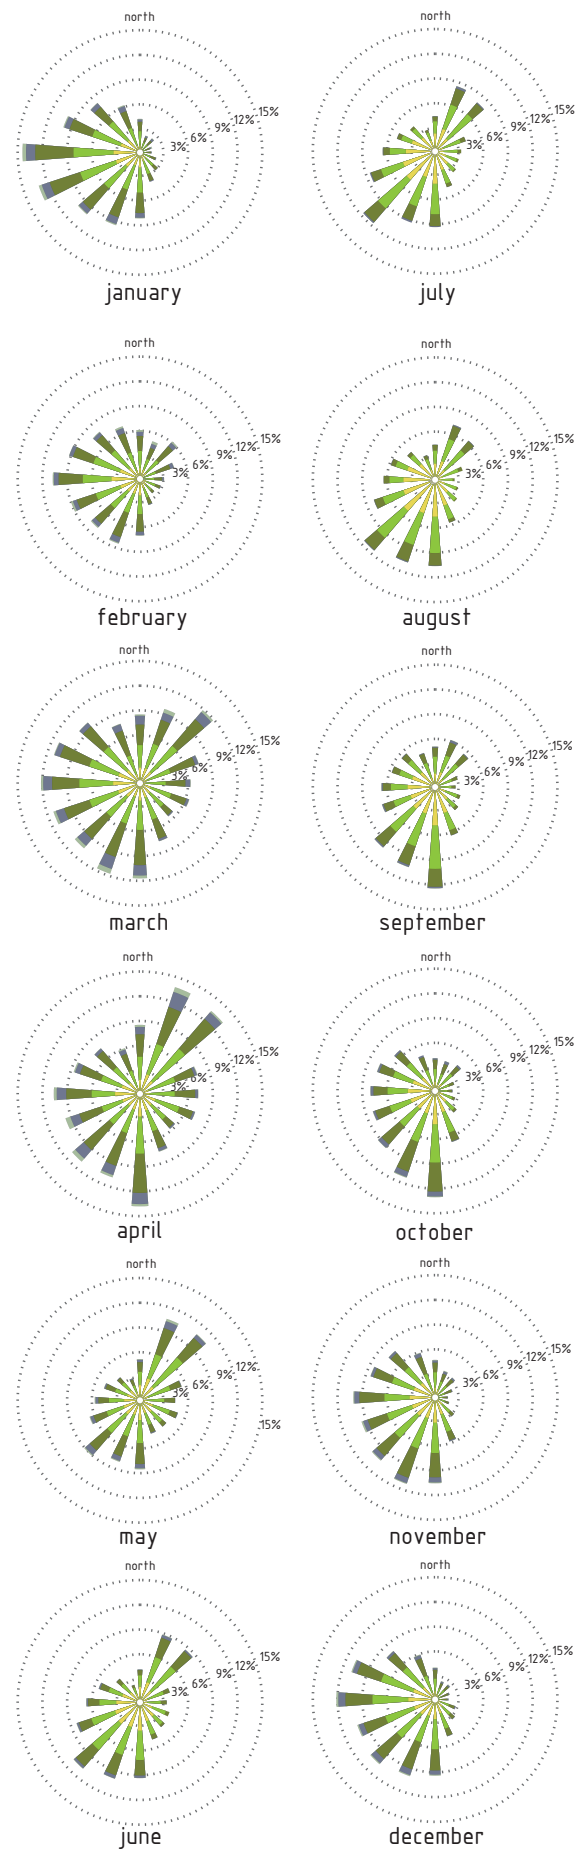 north
3% 6% 9% 12% 15%
january
north
3% 6% 9% 12% 15%
july
north
3% 6% 9% 12% 15%
february
north
3% 6% 9% 12% 15%
august
north
3% 6% 9% 12% 15%
march
north
3% 6% 9% 12% 15%
september
north
3% 6% 9% 12% 15%
april
north
3% 6% 9% 12% 15%
october
north
3% 6% 9% 12%
15%
may
north
3% 6% 9% 12% 15%
november
north
3% 6% 9% 12% 15%
june
north
3% 6% 9% 12% 15%
december